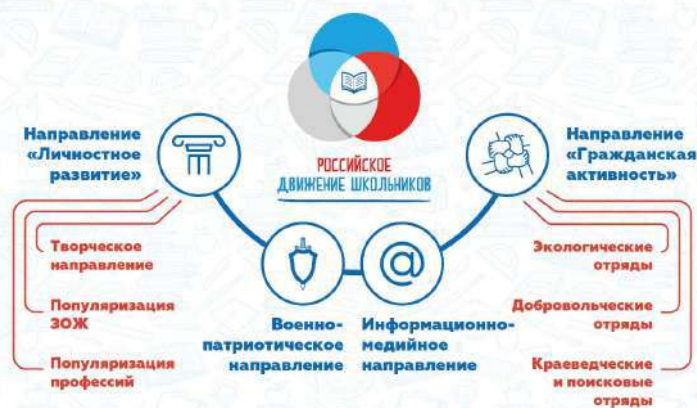 РОССИЙСКОЕ
ДВИЖЕНИЕ ШКОЛЬНИКОВ
Направление
«Личностное
развитие»
Творческое
направление
Популяризация
ЗОЖ
Популяризация
профессий
Военно-
патриотическое
направление
@
Информационно-
медийное
направление
Направление
«Гражданская
активность»
Экологические
отряды
Добровольческие
отряды
Краеведческие
и поисковые
отряды